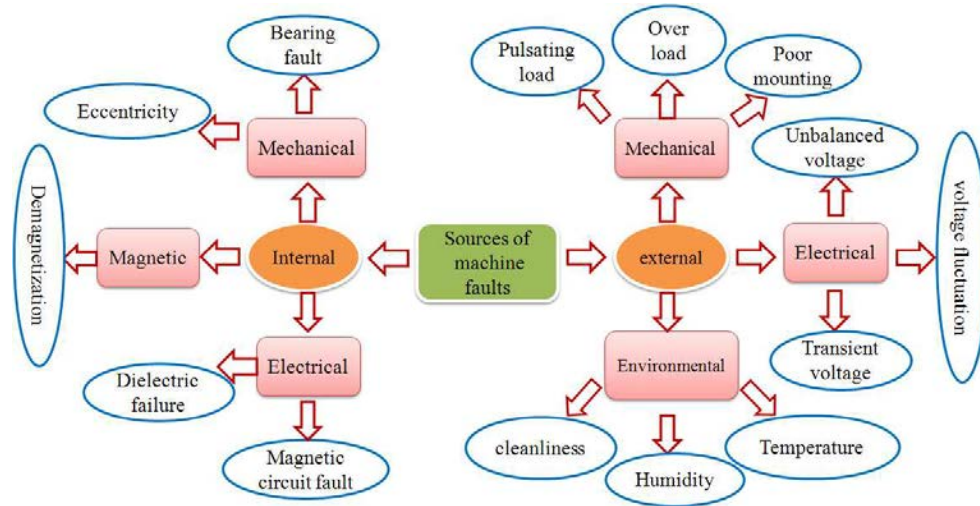 Bearing
fault
Eccentricity
Mechanical
Demagnetization
Magnetic
Internal
Electrical
Dielectric
failure
Magnetic
circuit fault
Sources of
machine
faults
Pulsating
load
Over
load
Poor
mounting
Mechanical
Unbalanced
voltage
external
Electrical
voltage fluctuation
Transient
voltage
Environmental
cleanliness
Humidity
Temperature